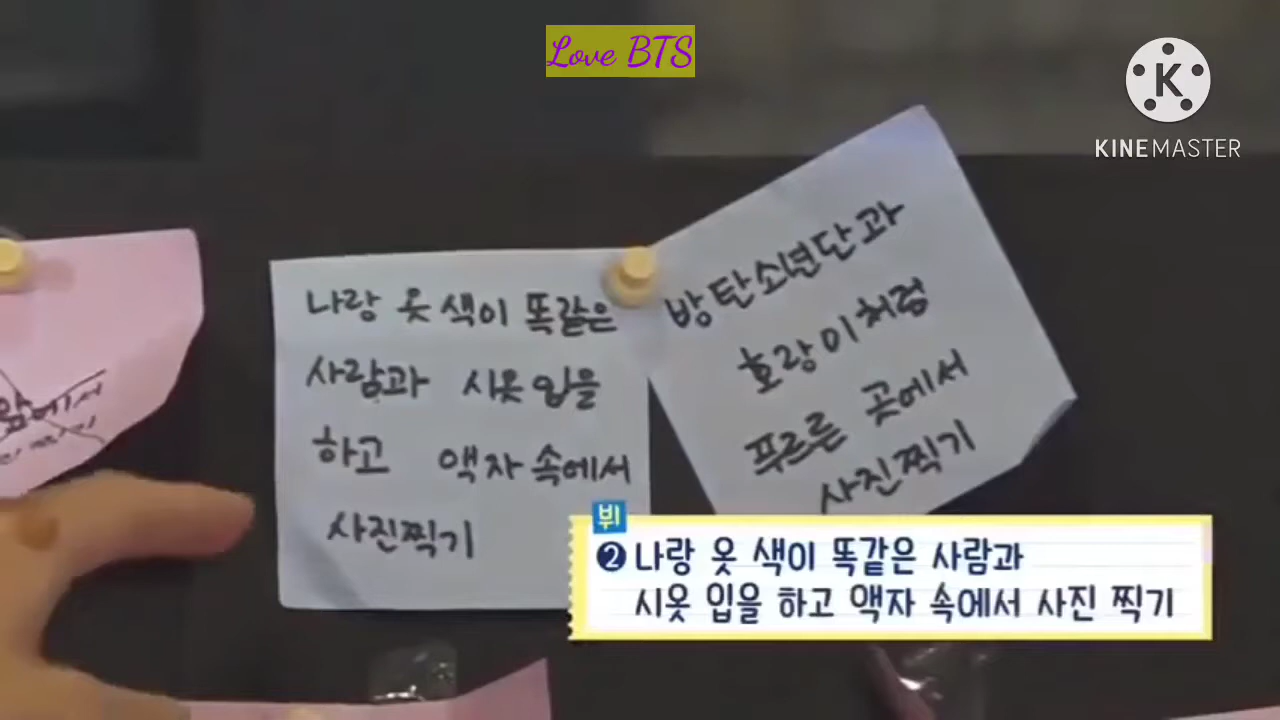 Love BTS
K
KINEMASTER
나랑 옷 색이 똑같은
사람과 시옷 입을
하고 액자 속에서
사진찍기
방탄소년단과
호랑이처럼
푸르른 곳에서
사진찍기
뷔
❷ 나랑 옷 색이 똑같은 사람과
시옷 입을 하고 액자 속에서 사진 찍기